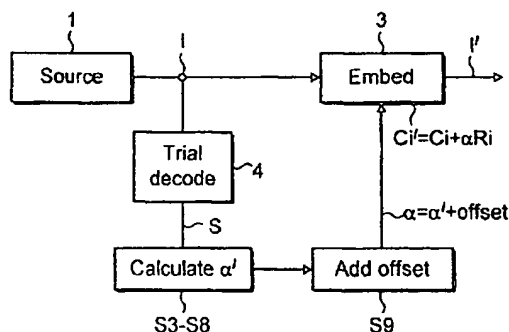 1
Source
I
3
Embed
I'
Ci'=Ci+αRi
Trial
decode
4
S
α=α'+offset
Calculate α'
Add offset
S3-S8
S9